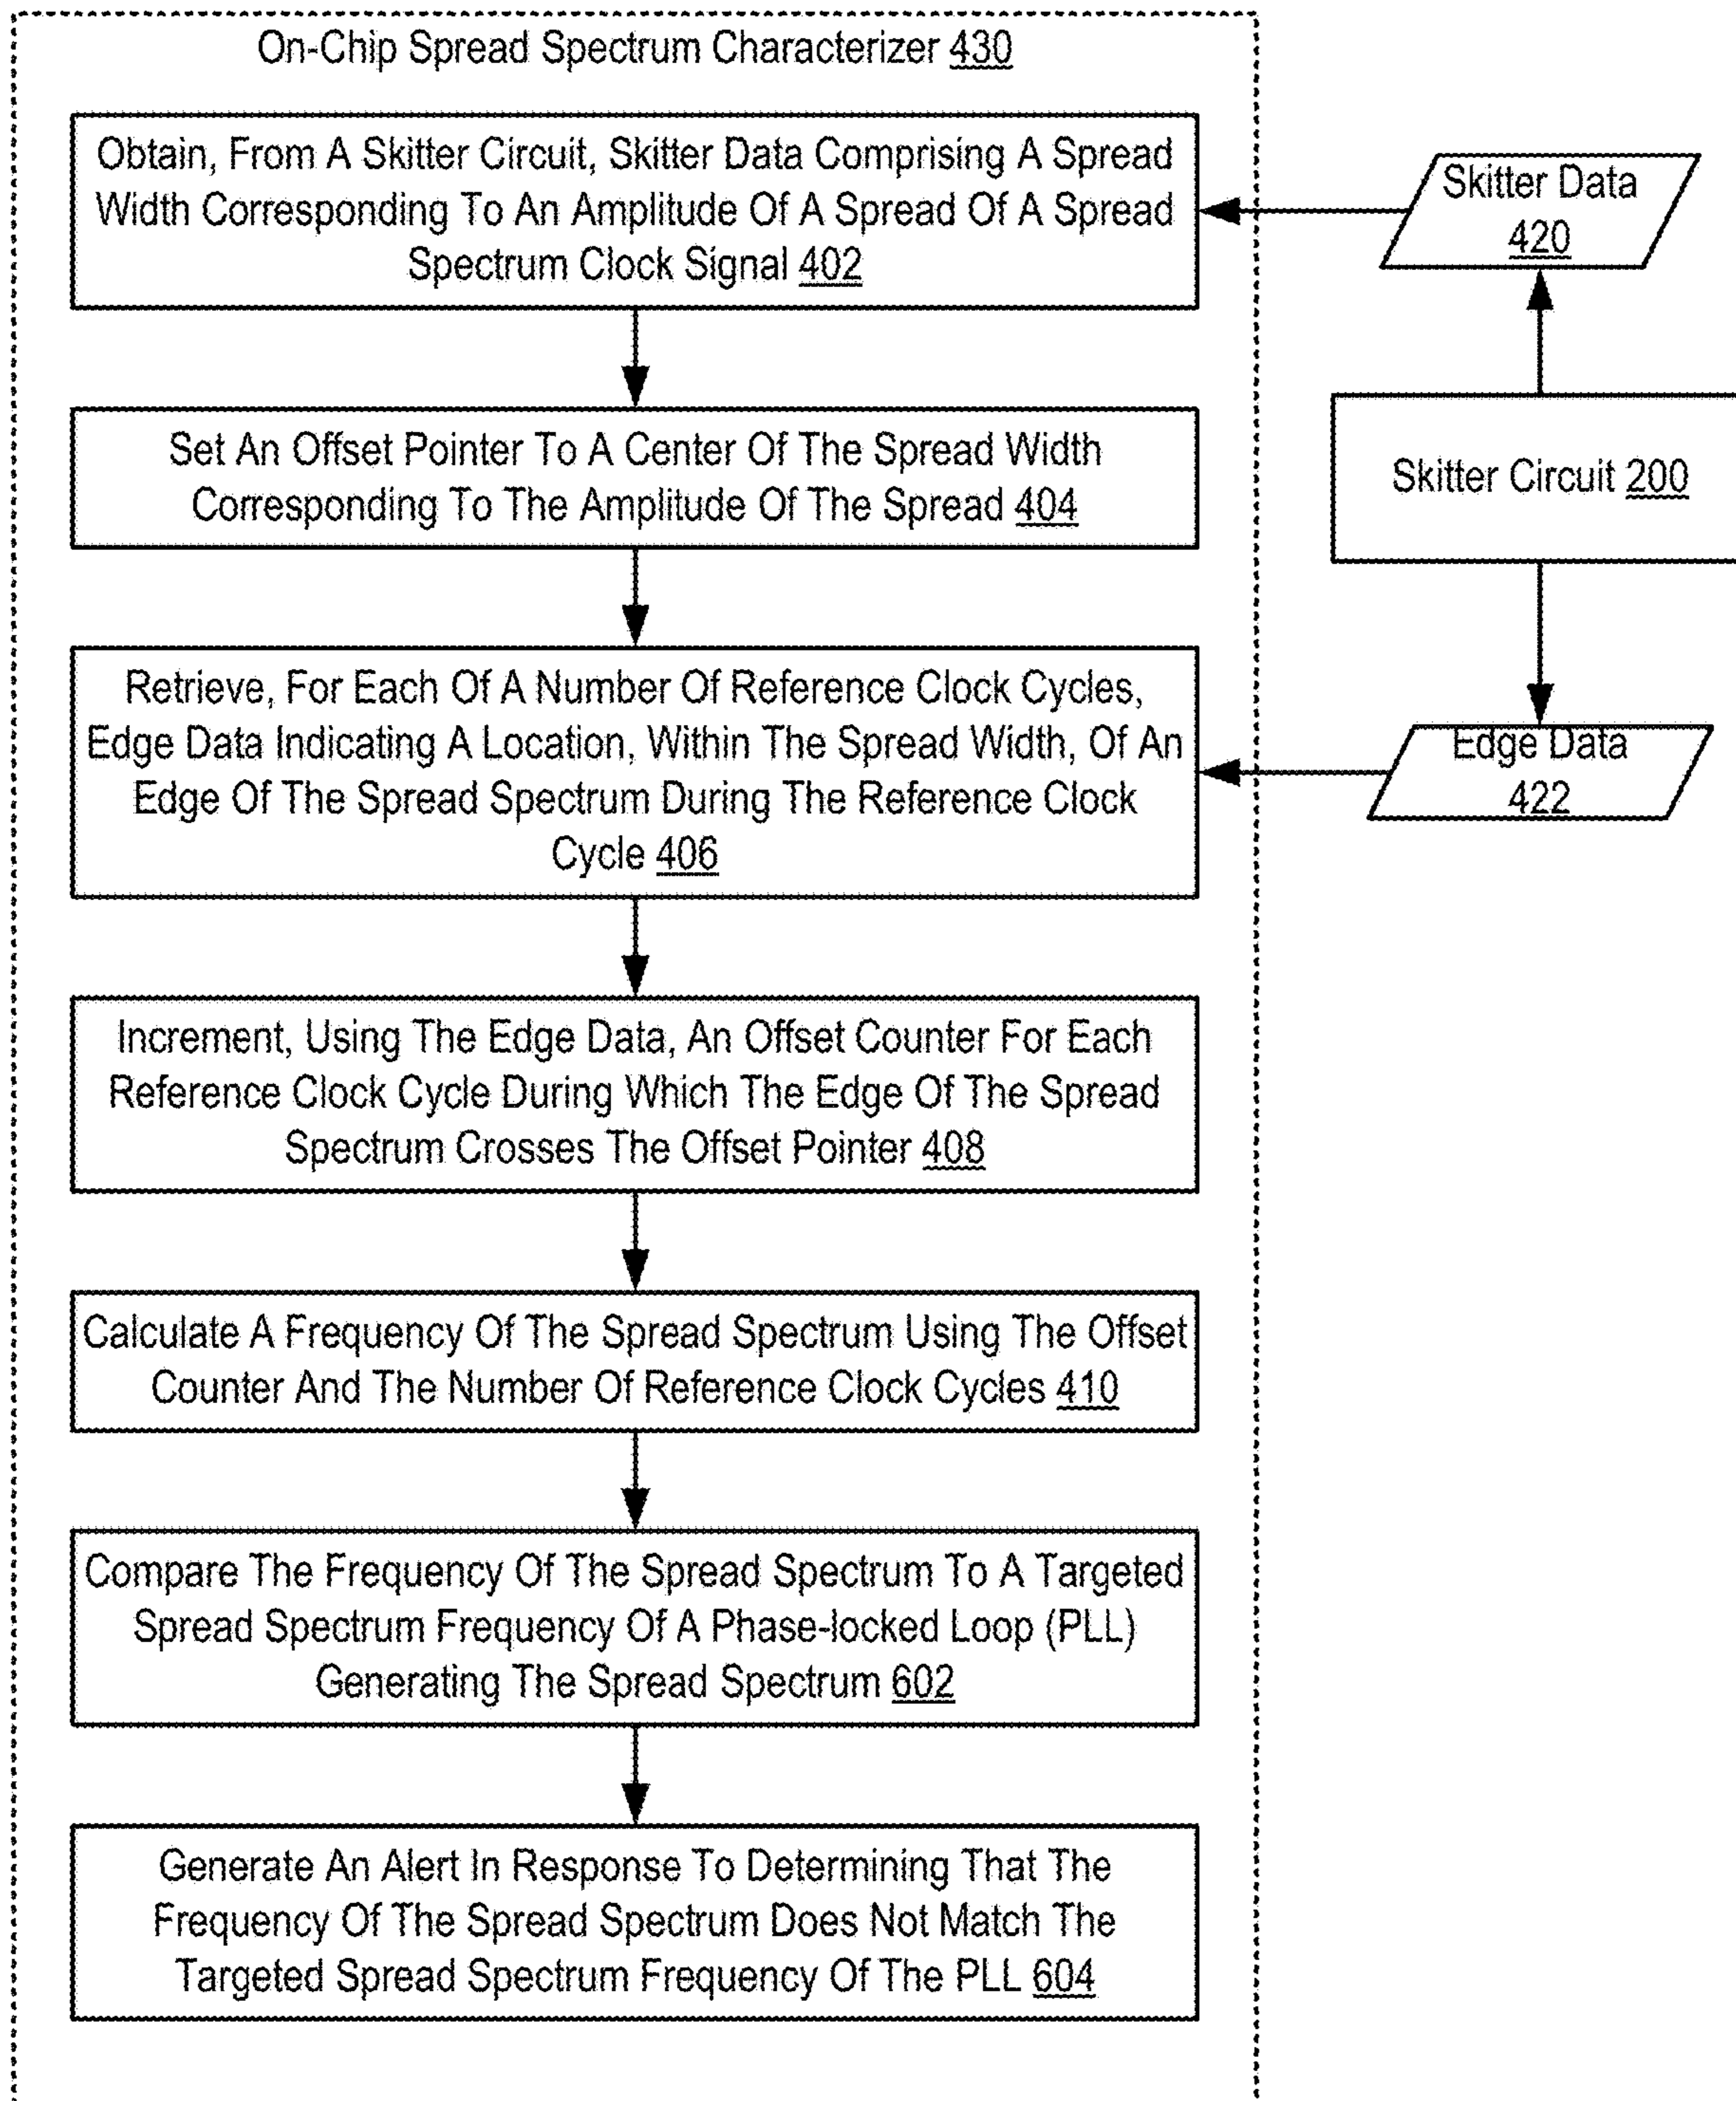 On-Chip Spread Spectrum Characterizer 430
Obtain, From A Skitter Circuit, Skitter Data Comprising A Spread
Width Corresponding To An Amplitude Of A Spread Of A Spread
Spectrum Clock Signal 402
Skitter Data
420
Set An Offset Pointer To A Center Of The Spread Width
Corresponding To The Amplitude Of The Spread 404
Skitter Circuit 200
Retrieve, For Each Of A Number Of Reference Clock Cycles,
Edge Data Indicating A Location, Within The Spread Width, Of An
Edge Of The Spread Spectrum During The Reference Clock
Cycle 406
Edge Data
422
Increment, Using The Edge Data, An Offset Counter For Each
Reference Clock Cycle During Which The Edge Of The Spread
Spectrum Crosses The Offset Pointer 408
Calculate A Frequency Of The Spread Spectrum Using The Offset
Counter And The Number Of Reference Clock Cycles 410
Compare The Frequency Of The Spread Spectrum To A Targeted
Spread Spectrum Frequency Of A Phase-locked Loop (PLL)
Generating The Spread Spectrum 602
Generate An Alert In Response To Determining That The
Frequency Of The Spread Spectrum Does Not Match The
Targeted Spread Spectrum Frequency Of The PLL 604